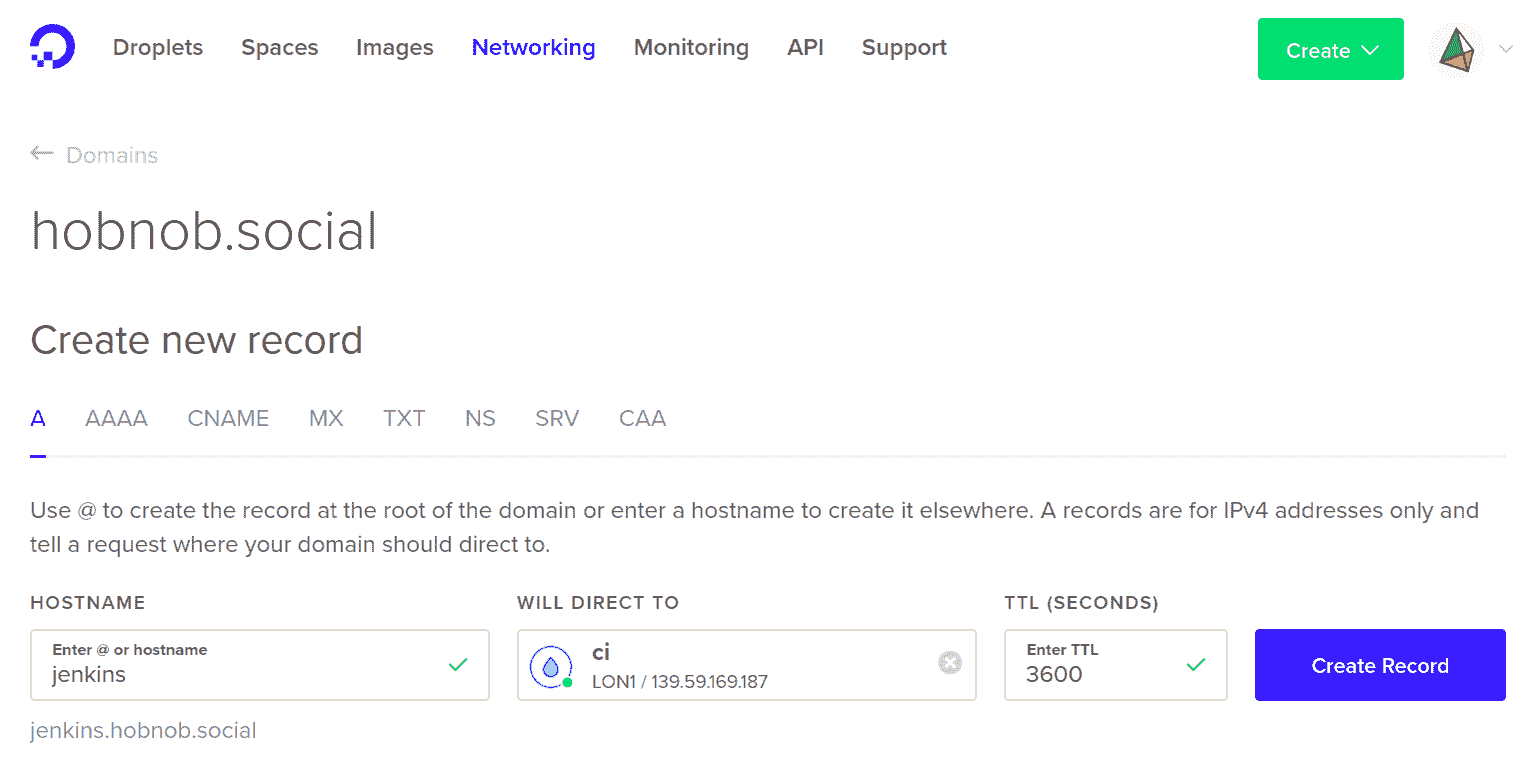 Droplets Spaces Images Networking Monitoring API Support Create
Domains
hobnob.social
Create new record
A AAAA CNAME MX TXT NS SRV CAA
Use @ to create the record at the root of the domain or enter a hostname to create it elsewhere. A records are for IPv4 addresses only and
tell a request where your domain should direct to.
HOSTNAME WILL DIRECT TO TTL (SECONDS)
Enter @ or hostname ci Enter TTL
jenkins LON1 / 139.59.169.187 3600 Create Record
jenkins.hobnob.social